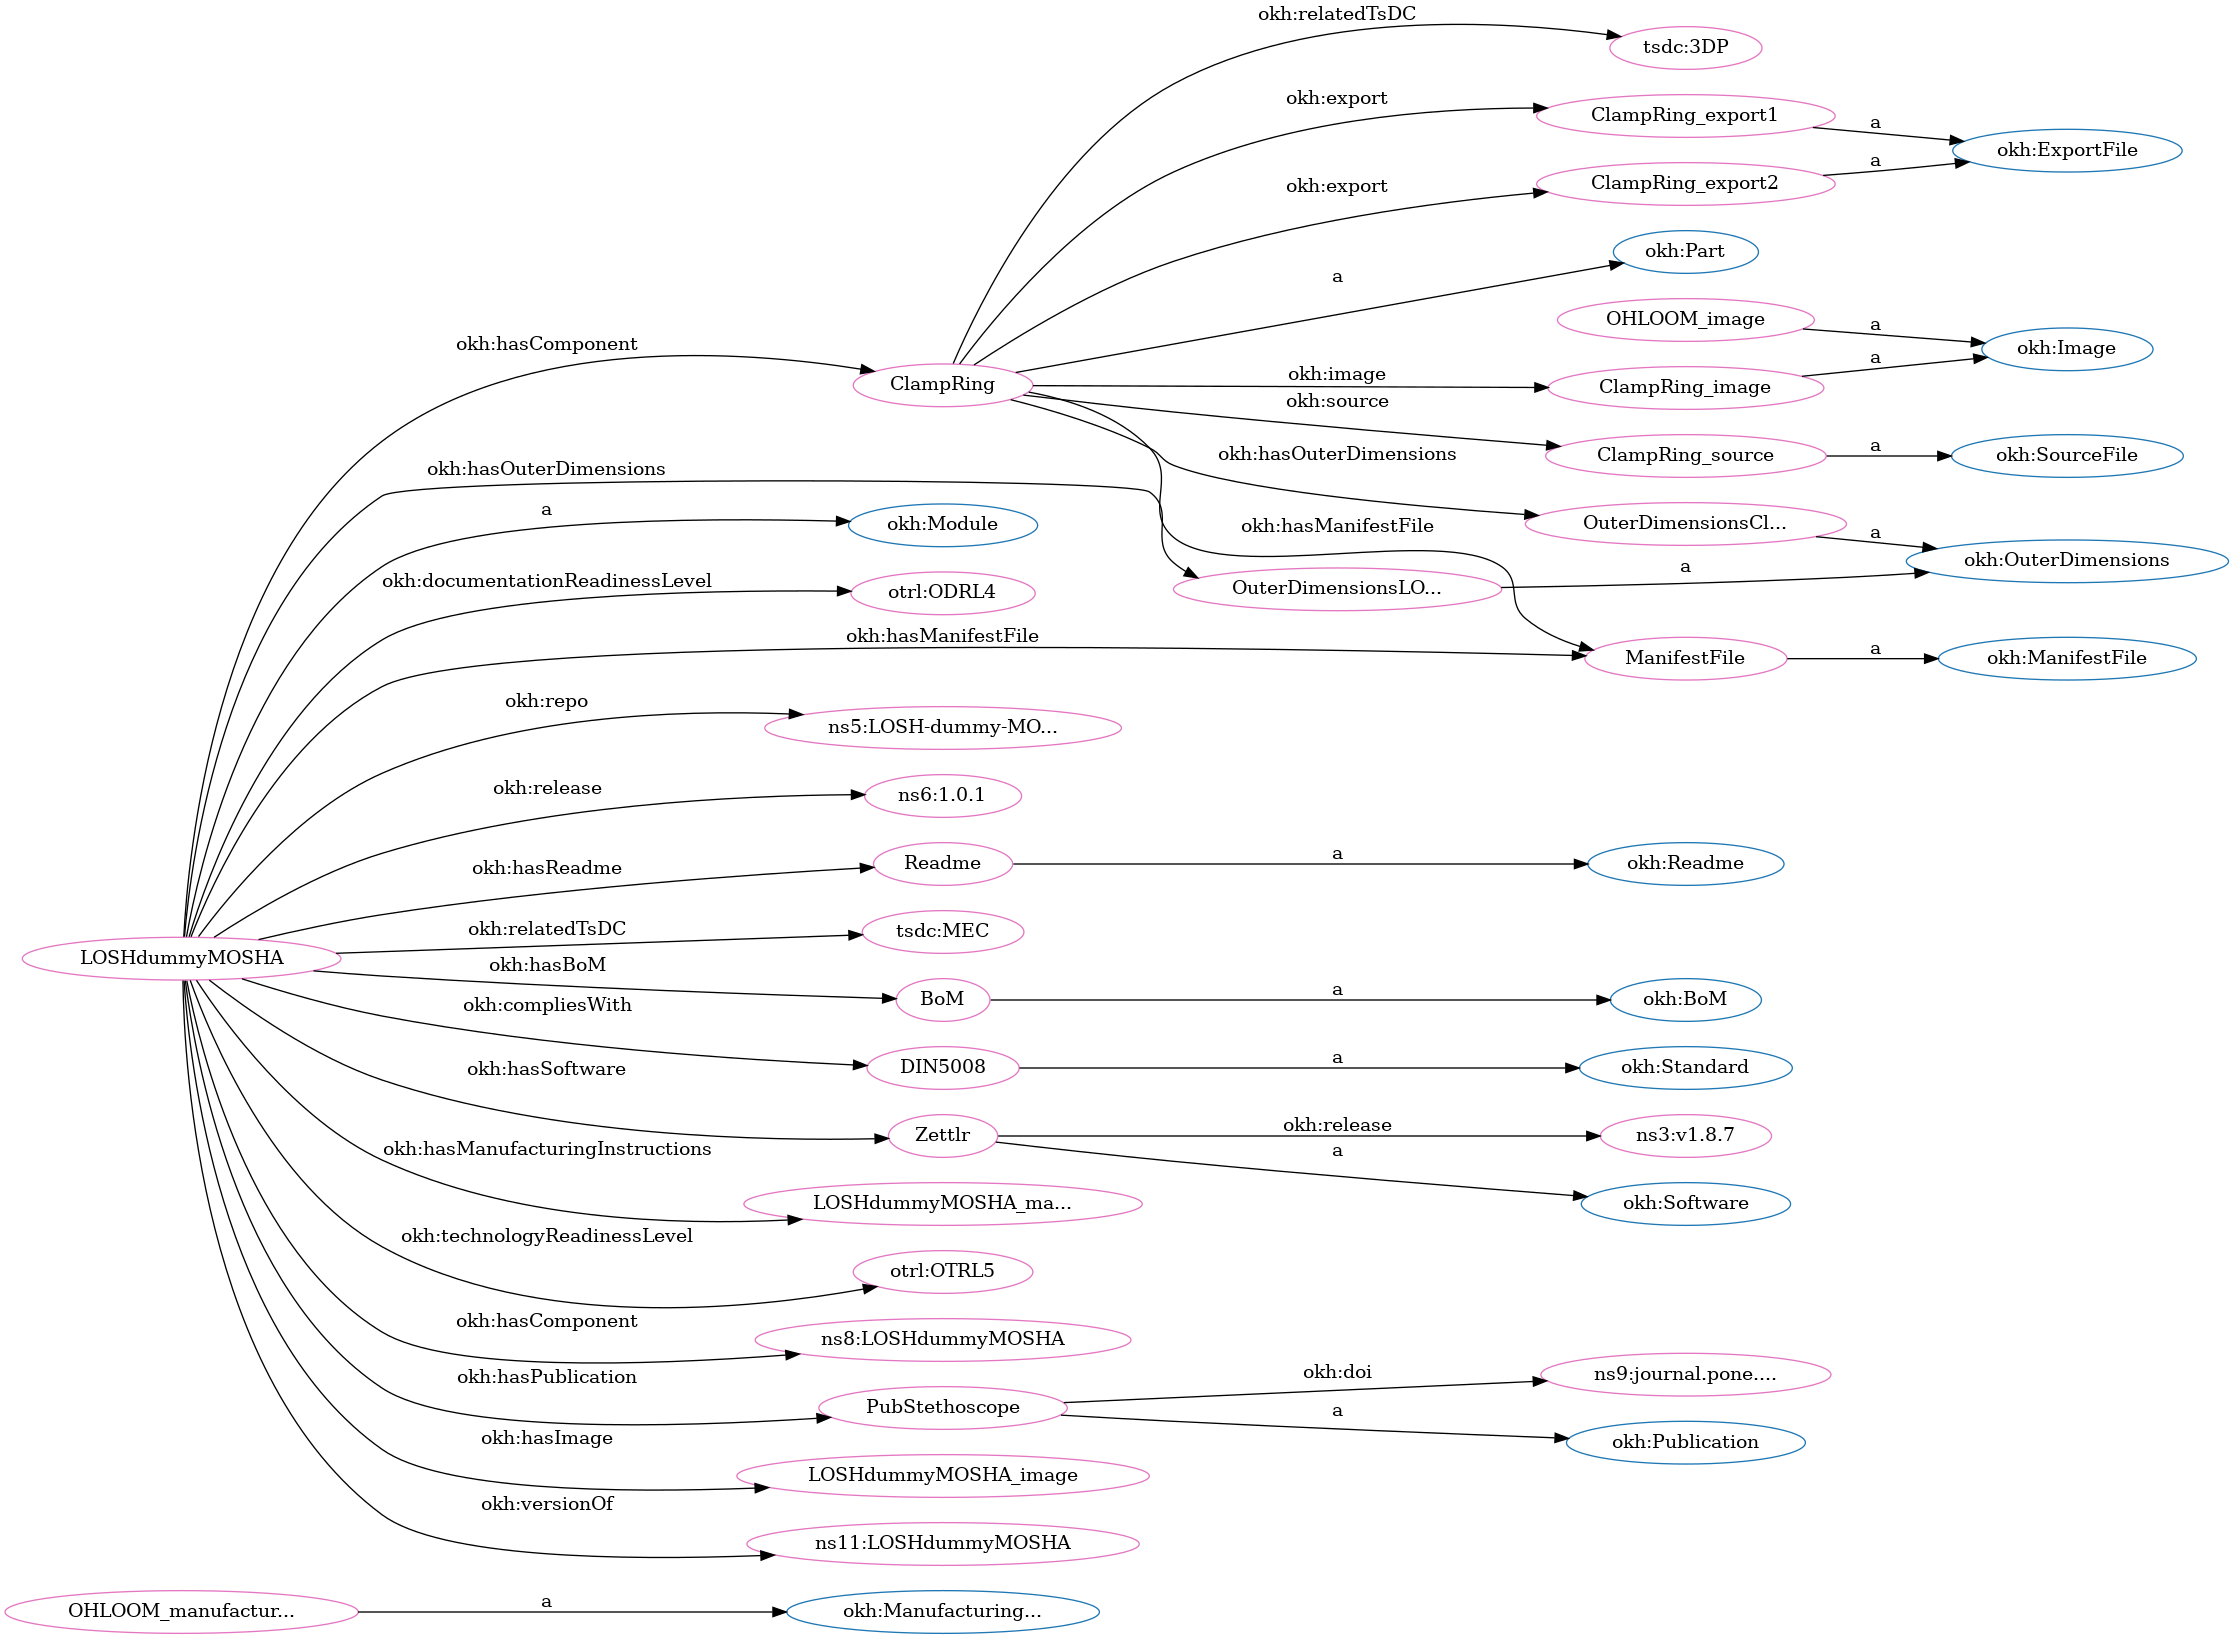 okh:relatedTsDC
tsdc:3DP
okh:export
ClampRing_export1
a
okh:ExportFile
okh:export
ClampRing_export2
a
okh:Part
a
OHLOOM_image
a
okh:Image
okh:hasComponent
ClampRing
okh:image
ClampRing_image
a
okh:source
ClampRing_source
a
okh:SourceFile
okh:hasOuterDimensions
okh:hasOuterDimensions
OuterDimensionsCl...
a
okh:OuterDimensions
a
okh:Module
okh:hasManifestFile
OuterDimensionsLO...
a
okh:documentationReadinessLevel
otrl:ODRL4
okh:hasManifestFile
ManifestFile
a
okh:ManifestFile
okh:repo
ns5:LOSH-dummy-MO...
okh:release
ns6:1.0.1
okh:hasReadme
Readme
a
okh:Readme
LOSHdummyMOSHA
okh:relatedTsDC
tsdc:MEC
okh:hasBoM
BoM
a
okh:BoM
okh:compliesWith
DIN5008
a
okh:Standard
okh:hasSoftware
Zettlr
okh:release
ns3:v1.8.7
a
okh:Software
okh:hasManufacturingInstructions
LOSHdummyMOSHA_ma...
okh:technologyReadinessLevel
otrl:OTRL5
okh:hasComponent
ns8:LOSHdummyMOSHA
okh:hasPublication
PubStethoscope
okh:doi
ns9:journal.pone....
a
okh:Publication
okh:hasImage
LOSHdummyMOSHA_image
okh:versionOf
ns11:LOSHdummyMOSHA
OHLOOM_manufactur...
a
okh:Manufacturing...